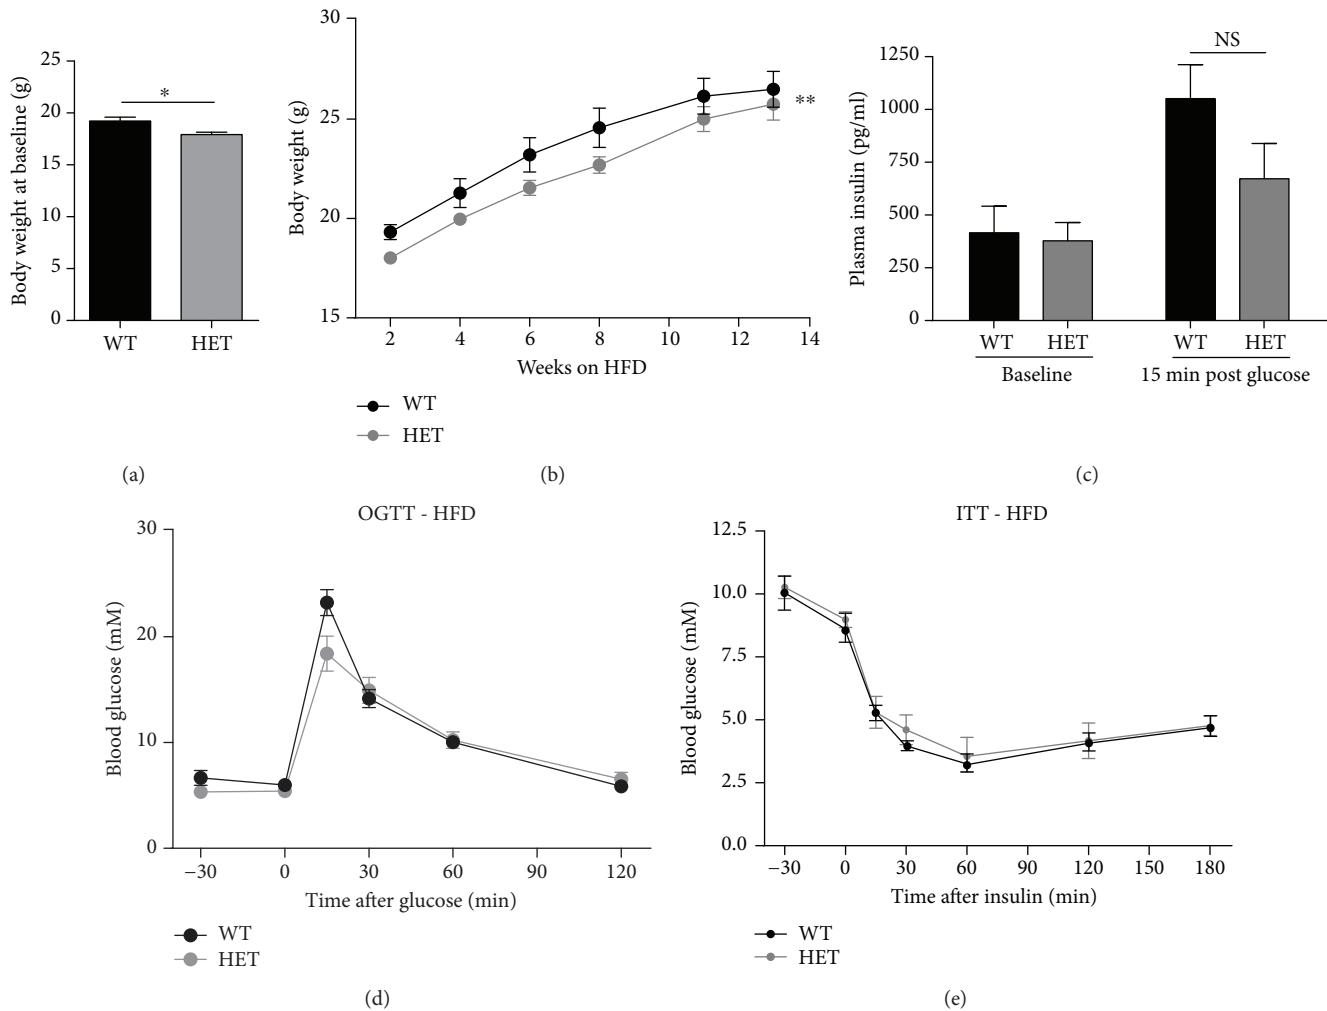 Body weight at baseline (g)
25
20
15
10
5
0
*
WT HET
(a)
Body weight (g)
30
25
20
15
**
2 4 6 8 10 12 14
Weeks on HFD
WT
HET
(b)
Plasma insulin (pg/ml)
1250
1000
750
500
250
0
NS
WT HET WT HET
Baseline 15 min post glucose
(c)
OGTT - HFD
Blood glucose (mM)
30
20
10
0
−30 0 30 60 90 120
Time after glucose (min)
WT
HET
(d)
ITT - HFD
Blood glucose (mM)
12.5
10.0
7.5
5.0
2.5
0.0
−30 0 30 60 90 120 150 180
Time after insulin (min)
WT
HET
(e)